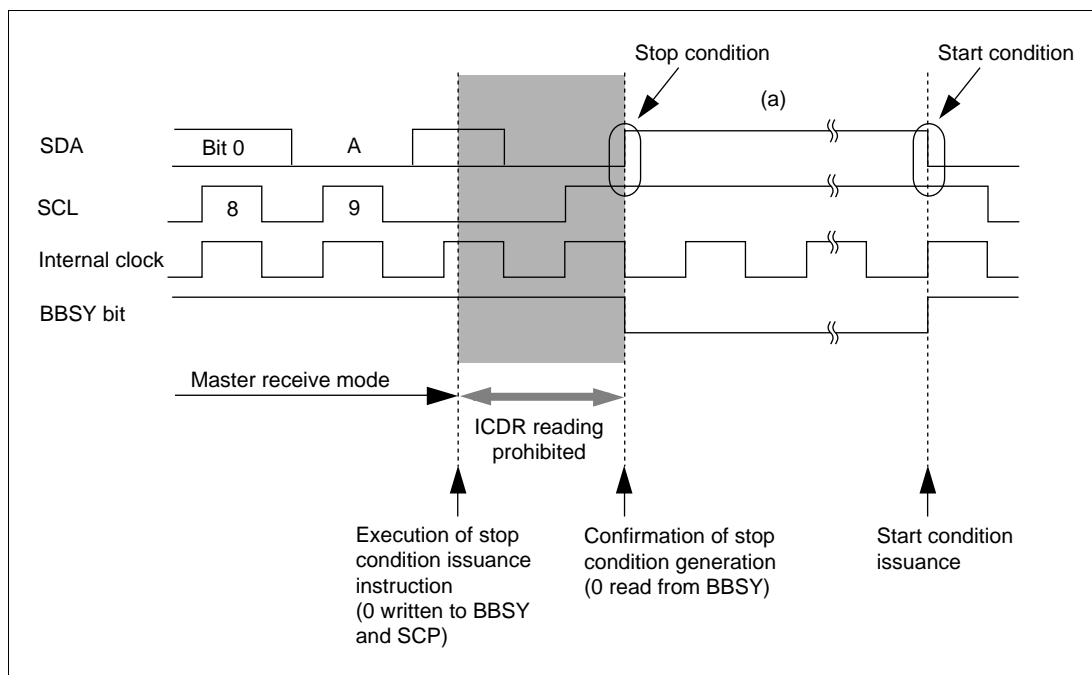 Stop condition
Start condition
(a)
SDA
Bit 0
A
SCL
8
9
Internal clock
BBSY bit
Master receive mode
ICDR reading
prohibited
Execution of stop
condition issuance
instruction
(0 written to BBSY
and SCP)
Confirmation of stop
condition generation
(0 read from BBSY)
Start condition
issuance